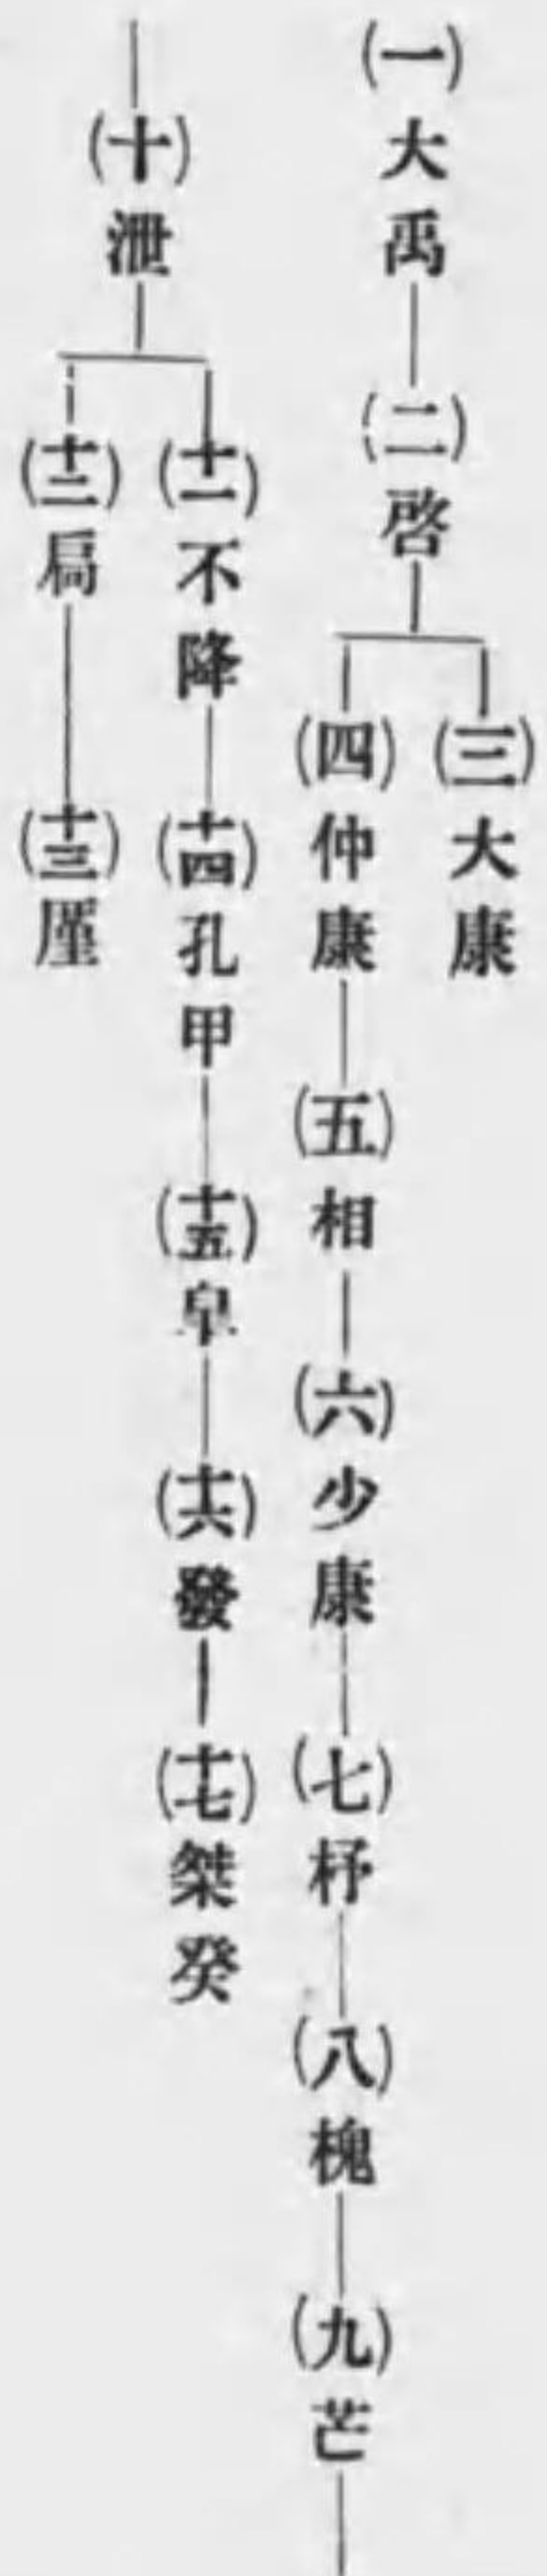 (一)大禹
(二)啓
(三)大康
(四)仲康
(五)相
(六)少康
(七)杼
(八)槐
(九)芒
(十)泄
(十一)不降
(十二)扃
(十三)厪
(十四)孔甲
(十五)皐
(十六)發
(十七)桀癸